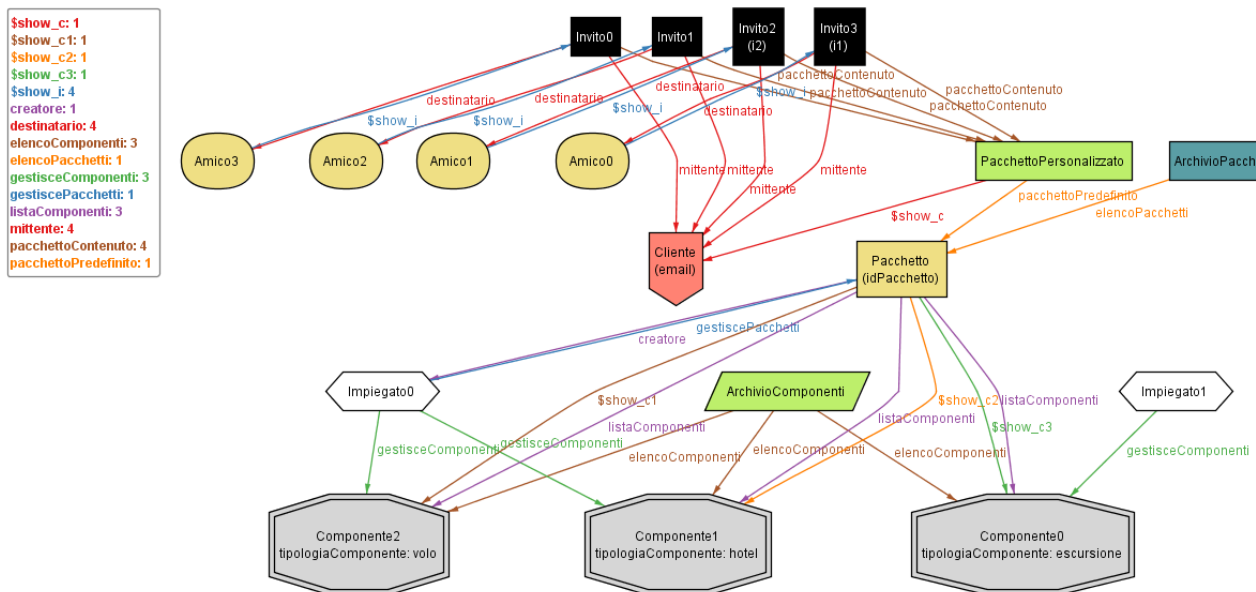 $show_c: 1
$show_c1: 1
$show_c2: 1
$show_c3: 1
$show_i: 4
creatore: 1
destinatario: 4
elencoComponenti: 3
elencoPacchetti: 1
gestisceComponenti: 3
gestiscePacchetti: 1
listaComponenti: 3
mittente: 4
pacchettoContenuto: 4
pacchettoPredefinito: 1
Invito0
Invito1
Invito2
(i2)
Invito3
(i1)
pacchettoContenuto
destinatario
destinatario
$show_i
pacchettoContenuto
pacchettoContenuto
pacchettoContenuto
destinatario
destinatario
$show_i
$show_i
$show_i
Amico3
Amico2
Amico1
Amico0
PacchettoPersonalizzato
ArchivioPacch
mittente
mittente
mittente
mittente
pacchettoPredefinito
elencoPacchetti
$show_c
Cliente
(email)
Pacchetto
(idPacchetto)
gestiscePacchetti
creatore
Impiegato0
ArchivioComponenti
Impiegato1
$show_c1
$show_c2
listaComponenti
listaComponenti
listaComponenti
$show_c3
gestisceComponenti
gestisceComponenti
elencoComponenti
elencoComponenti
elencoComponenti
gestisceComponenti
Componente2
tipologiaComponente: volo
Componente1
tipologiaComponente: hotel
Componente0
tipologiaComponente: escursione